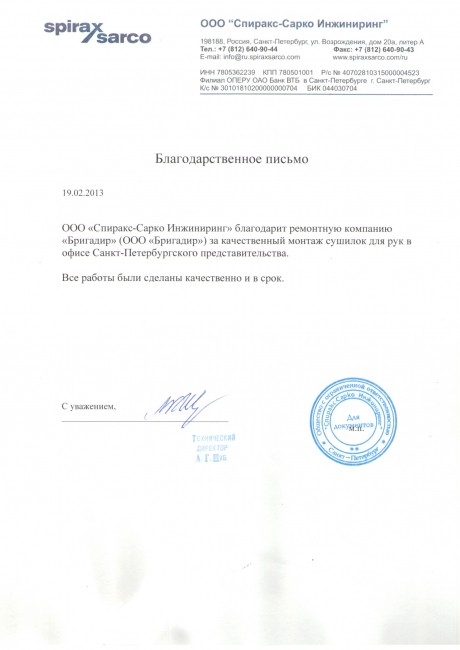 spirax
sarco
ООО “Спиракс-Сарко Инжиниринг”
198188, Россия, Санкт-Петербург, ул. Возрождения, дом 20а, литер А
Тел.: +7 (812) 640-90-44 Факс: +7 (812) 640-90-43
E-mail: info@ru.spiraxsarco.com www.spiraxsarco.com/ru
ИНН 7805362239 КПП 780501001 Р/с № 40702810315000004523
Филиал ОПЕРУ ОАО Банк ВТБ в Санкт-Петербурге г. Санкт-Петербург
К/с № 30101810200000000704 БИК 044030704
Благодарственное письмо
19.02.2013
ООО «Спиракс-Сарко Инжиниринг» благодарит ремонтную компанию
«Бригадир» (ООО «Бригадир») за качественный монтаж сушилок для рук в
офисе Санкт-Петербургского представительства.
Все работы были сделаны качественно и в срок.
С уважением,
ТЕХНИЧЕСКИЙ
ДИРЕКТОР
А.Г.
Общество с ограниченной ответственностью
"Спиракс-Сарко Инжиниринг"
Для
документов
М.П.
Санкт-Петербург